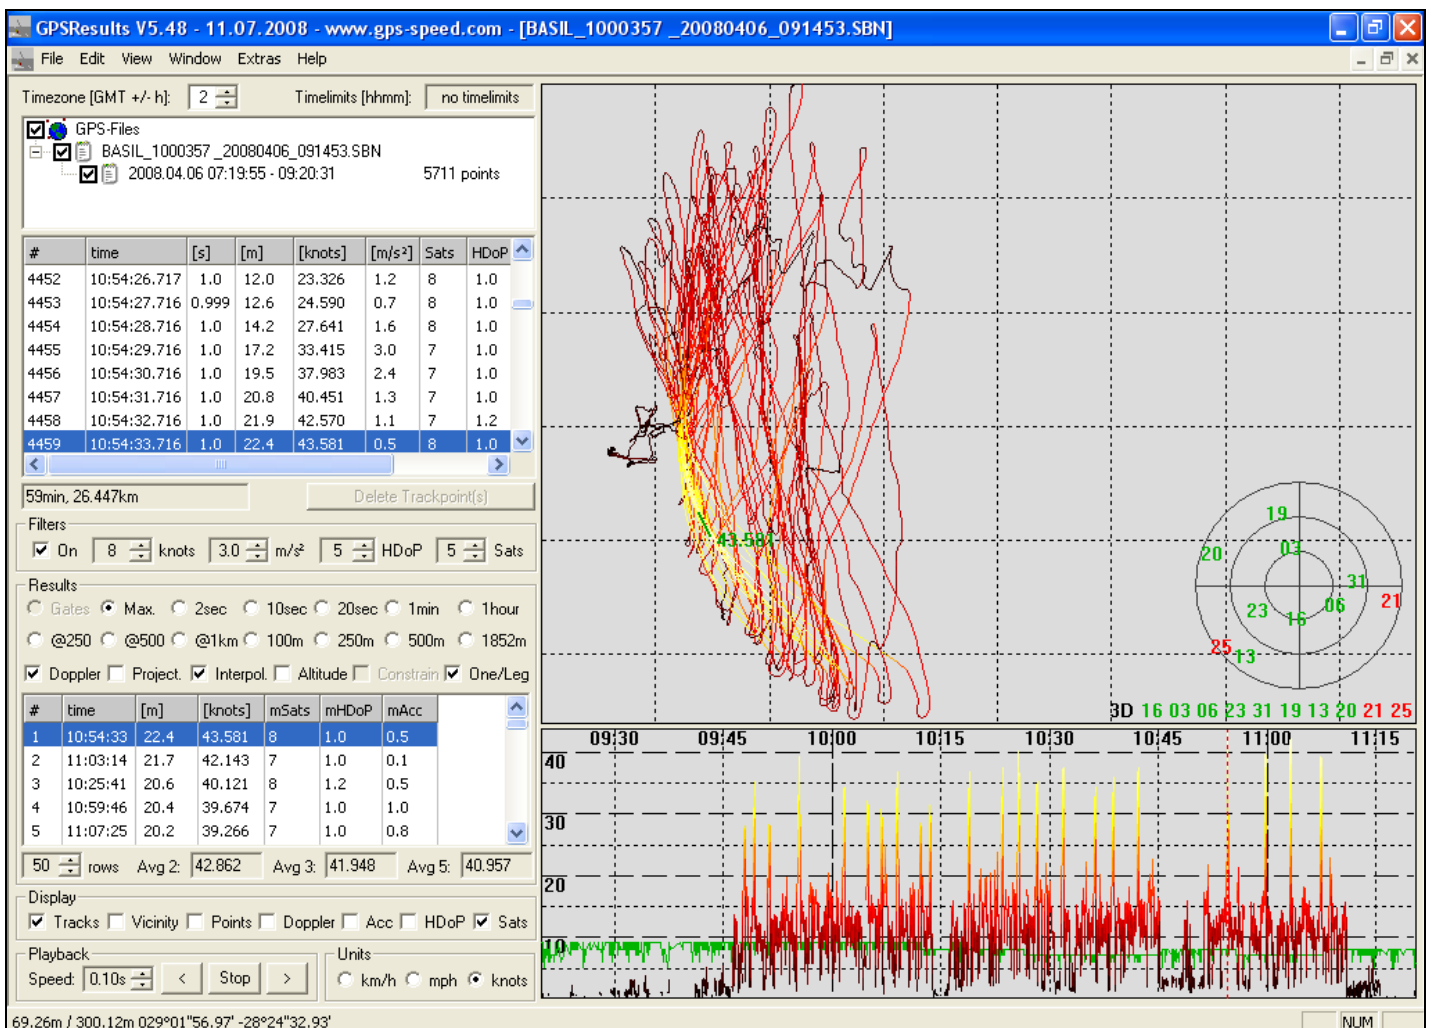 GPSResults V5.48 - 11.07.2008 - www.gps-speed.com - [BASIL_1000357 _20080406_091453.SBN]
File Edit View Window Extras Help
Timezone [GMT +/- h]: 2 Timelimits [hhmm]: no timelimits
GPS-Files
BASIL_1000357 _20080406_091453.SBN
2008.04.06 07:19:55 - 09:20:31 5711 points
# time [s] [m] [knots] [m/s²] Sats HDoP
4452 10:54:26.717 1.0 12.0 23.326 1.2 8 1.0
4453 10:54:27.716 0.999 12.6 24.590 0.7 8 1.0
4454 10:54:28.716 1.0 14.2 27.641 1.6 8 1.0
4455 10:54:29.716 1.0 17.2 33.415 3.0 7 1.0
4456 10:54:30.716 1.0 19.5 37.983 2.4 7 1.0
4457 10:54:31.716 1.0 20.8 40.451 1.3 7 1.0
4458 10:54:32.716 1.0 21.9 42.570 1.1 7 1.2
4459 10:54:33.716 1.0 22.4 43.581 0.5 8 1.0
59min, 26.447km Delete Trackpoint(s)
Filters
On 8 knots 3.0 m/s² 5 HDoP 5 Sats
Results
Gates Max. 2sec 10sec 20sec 1min 1hour
@250 @500 @1km 100m 250m 500m 1852m
Doppler Project. Interpol. Altitude Constrain One/Leg
# time [m] [knots] mSats mHDoP mAcc
1 10:54:33 22.4 43.581 8 1.0 0.5
2 11:03:14 21.7 42.143 7 1.0 0.1
3 10:25:41 20.6 40.121 8 1.2 0.5
4 10:59:46 20.4 39.674 7 1.0 1.0
5 11:07:25 20.2 39.266 7 1.0 0.8
50 rows Avg 2: 42.862 Avg 3: 41.948 Avg 5: 40.957
Display
Tracks Vicinity Points Doppler Acc HDoP Sats
Playback
Speed: 0.10s < Stop >
Units
km/h mph knots
43.581
19
20 03
31
23 06 21
16
25 13
3D 16 03 06 23 31 19 13 20 21 25
09:30 09:45 10:00 10:15 10:30 10:45 11:00 11:15
40
30
20
10
69.26m / 300.12m 029º01"56.97' -28º24"32.93'
NUM